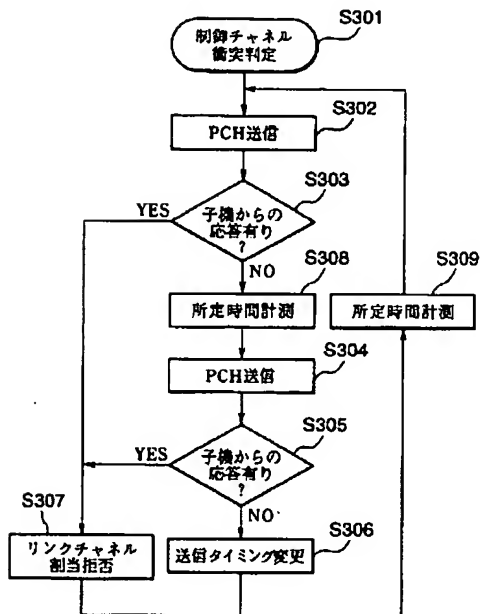 S301
制御チャネル
衝突判定
S302
PCH送信
S303
YES
子機からの
応答有り
?
NO
S308
所定時間計測
S309
所定時間計測
S304
PCH送信
S305
YES
子機からの
応答有り
?
NO
S307
リンクチャネル
割当拒否
S306
送信タイミング変更